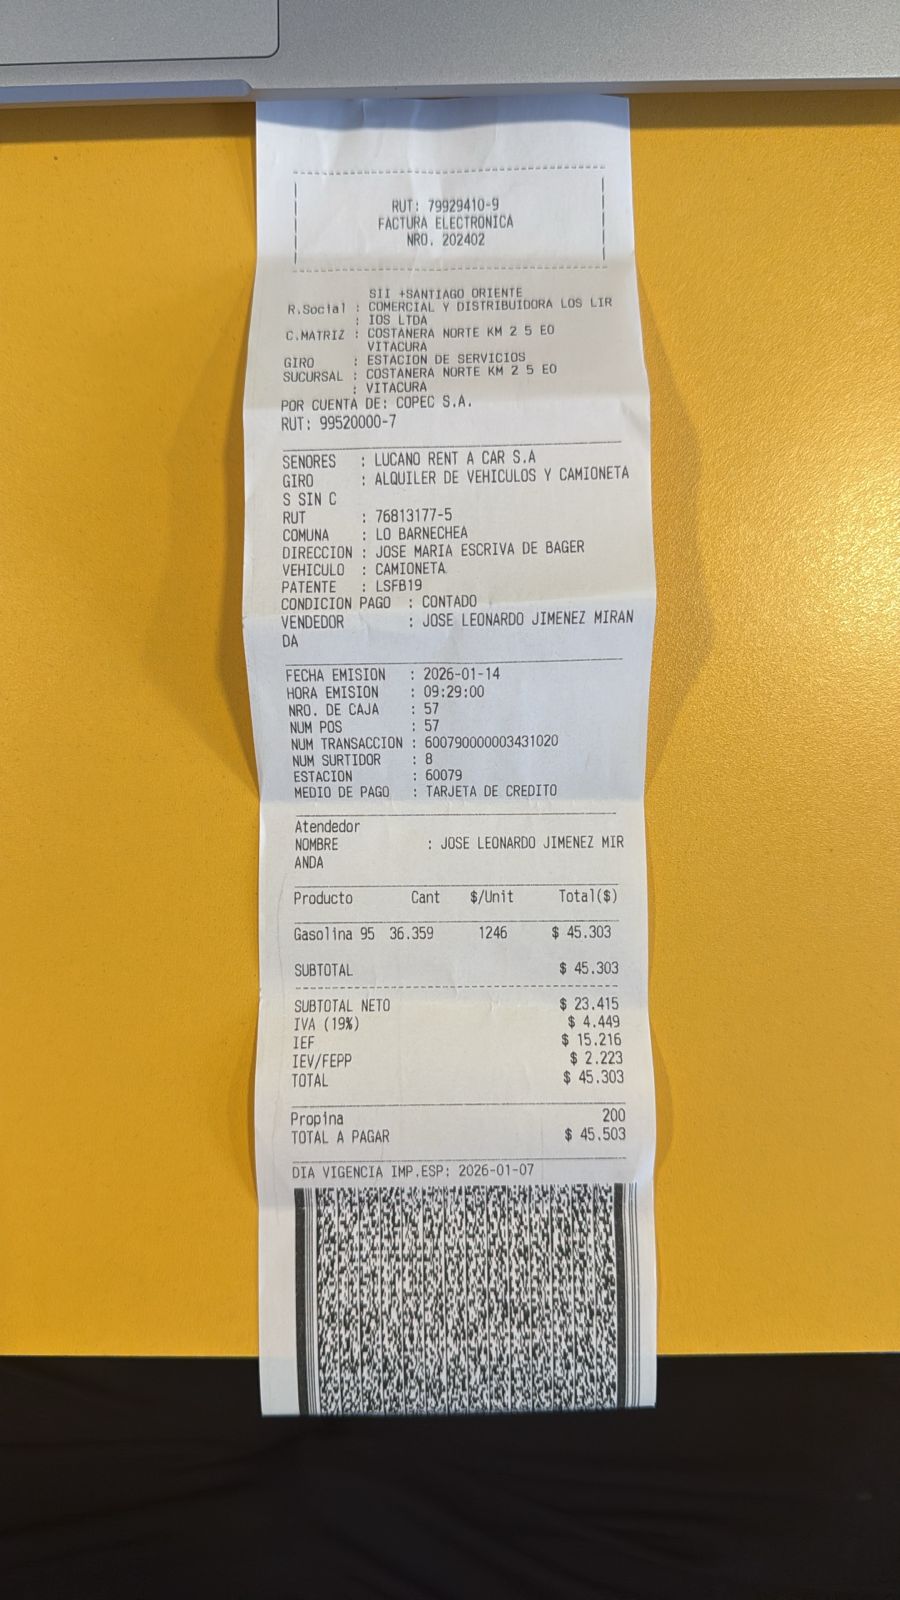 RUT: 79929410-9
FACTURA ELECTRONICA
NRO. 202402
SII +SANTIAGO ORIENTE
R.Social : COMERCIAL Y DISTRIBUIDORA LOS LIR
: IOS LTDA
C.MATRIZ : COSTANERA NORTE KM 2 5 EO
VITACURA
GIRO : ESTACION DE SERVICIOS
SUCURSAL : COSTANERA NORTE KM 2 5 EO
: VITACURA
POR CUENTA DE: COPEC S.A.
RUT: 99520000-7
SENORES : LUCANO RENT A CAR S.A
GIRO : ALQUILER DE VEHICULOS Y CAMIONETA
S SIN C
RUT : 76813177-5
COMUNA : LO BARNECHEA
DIRECCION : JOSE MARIA ESCRIVA DE BAGER
VEHICULO : CAMIONETA
PATENTE : LSFB19
CONDICION PAGO : CONTADO
VENDEDOR : JOSE LEONARDO JIMENEZ MIRAN
DA
FECHA EMISION : 2026-01-14
HORA EMISION : 09:29:00
NRO. DE CAJA : 57
NUM POS : 57
NUM TRANSACCION : 600790000003431020
NUM SURTIDOR : 8
ESTACION : 60079
MEDIO DE PAGO : TARJETA DE CREDITO
Atendedor
NOMBRE : JOSE LEONARDO JIMENEZ MIR
ANDA
Producto Cant $/Unit Total($)
Gasolina 95 36.359 1246 $ 45.303
SUBTOTAL $ 45.303
SUBTOTAL NETO $ 23.415
IVA (19%) $ 4.449
IEF $ 15.216
IEV/FEPP $ 2.223
TOTAL $ 45.303
Propina 200
TOTAL A PAGAR $ 45.503
DIA VIGENCIA IMP.ESP: 2026-01-07